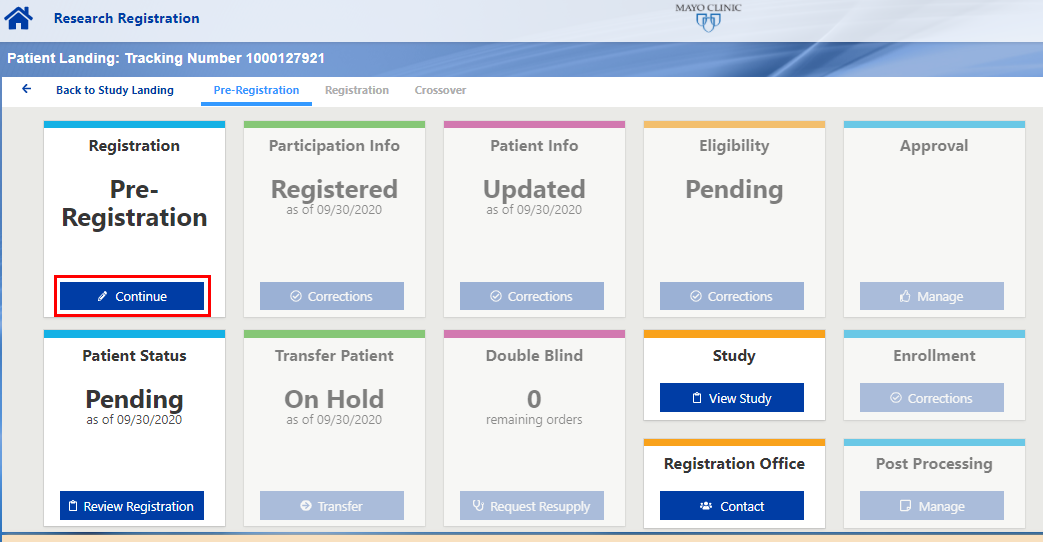 Research Registration
MAYO CLINIC
Patient Landing: Tracking Number 1000127921
Back to Study Landing
Pre-Registration
Registration
Crossover
Registration
Pre-
Registration
Continue
Participation Info
Registered
as of 09/30/2020
Corrections
Patient Info
Updated
as of 09/30/2020
Corrections
Eligibility
Pending
Corrections
Approval
Manage
Patient Status
Pending
as of 09/30/2020
Review Registration
Transfer Patient
On Hold
as of 09/30/2020
Transfer
Double Blind
0
remaining orders
Request Resupply
Study
View Study
Enrollment
Corrections
Registration Office
Contact
Post Processing
Manage